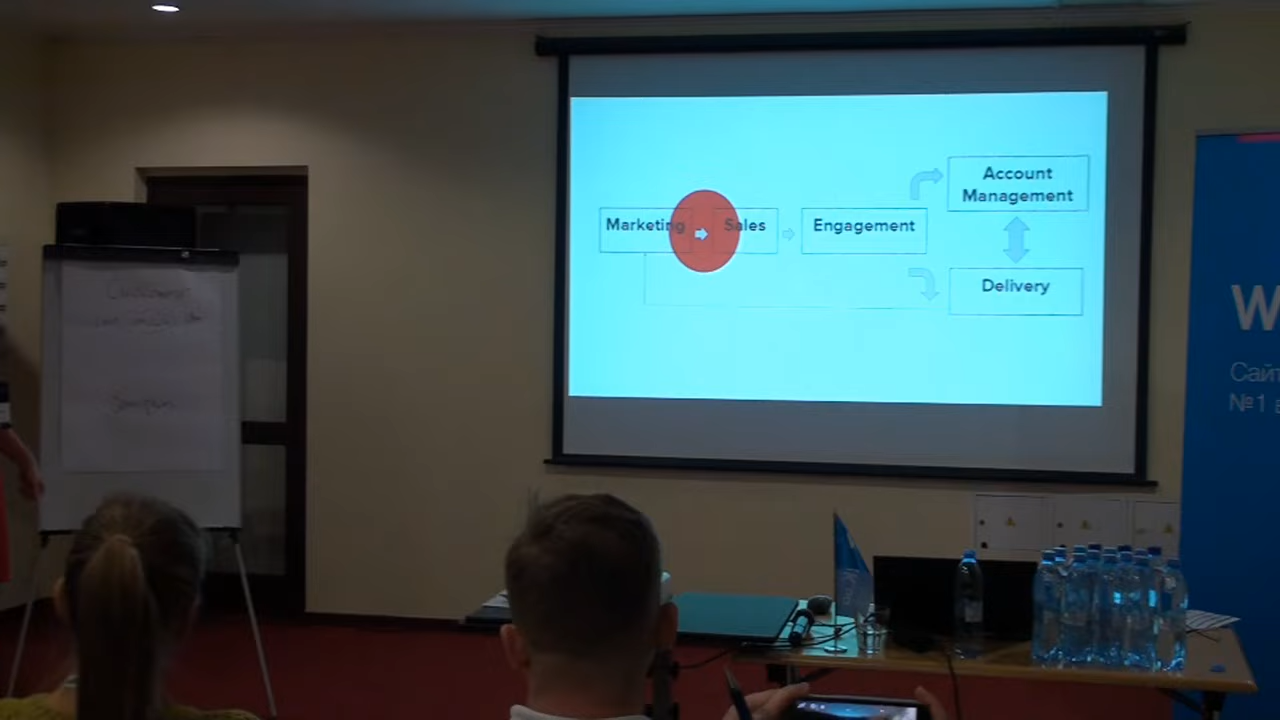 Marketing
Sales
Engagement
Account
Management
Delivery
W
Сайт
№1